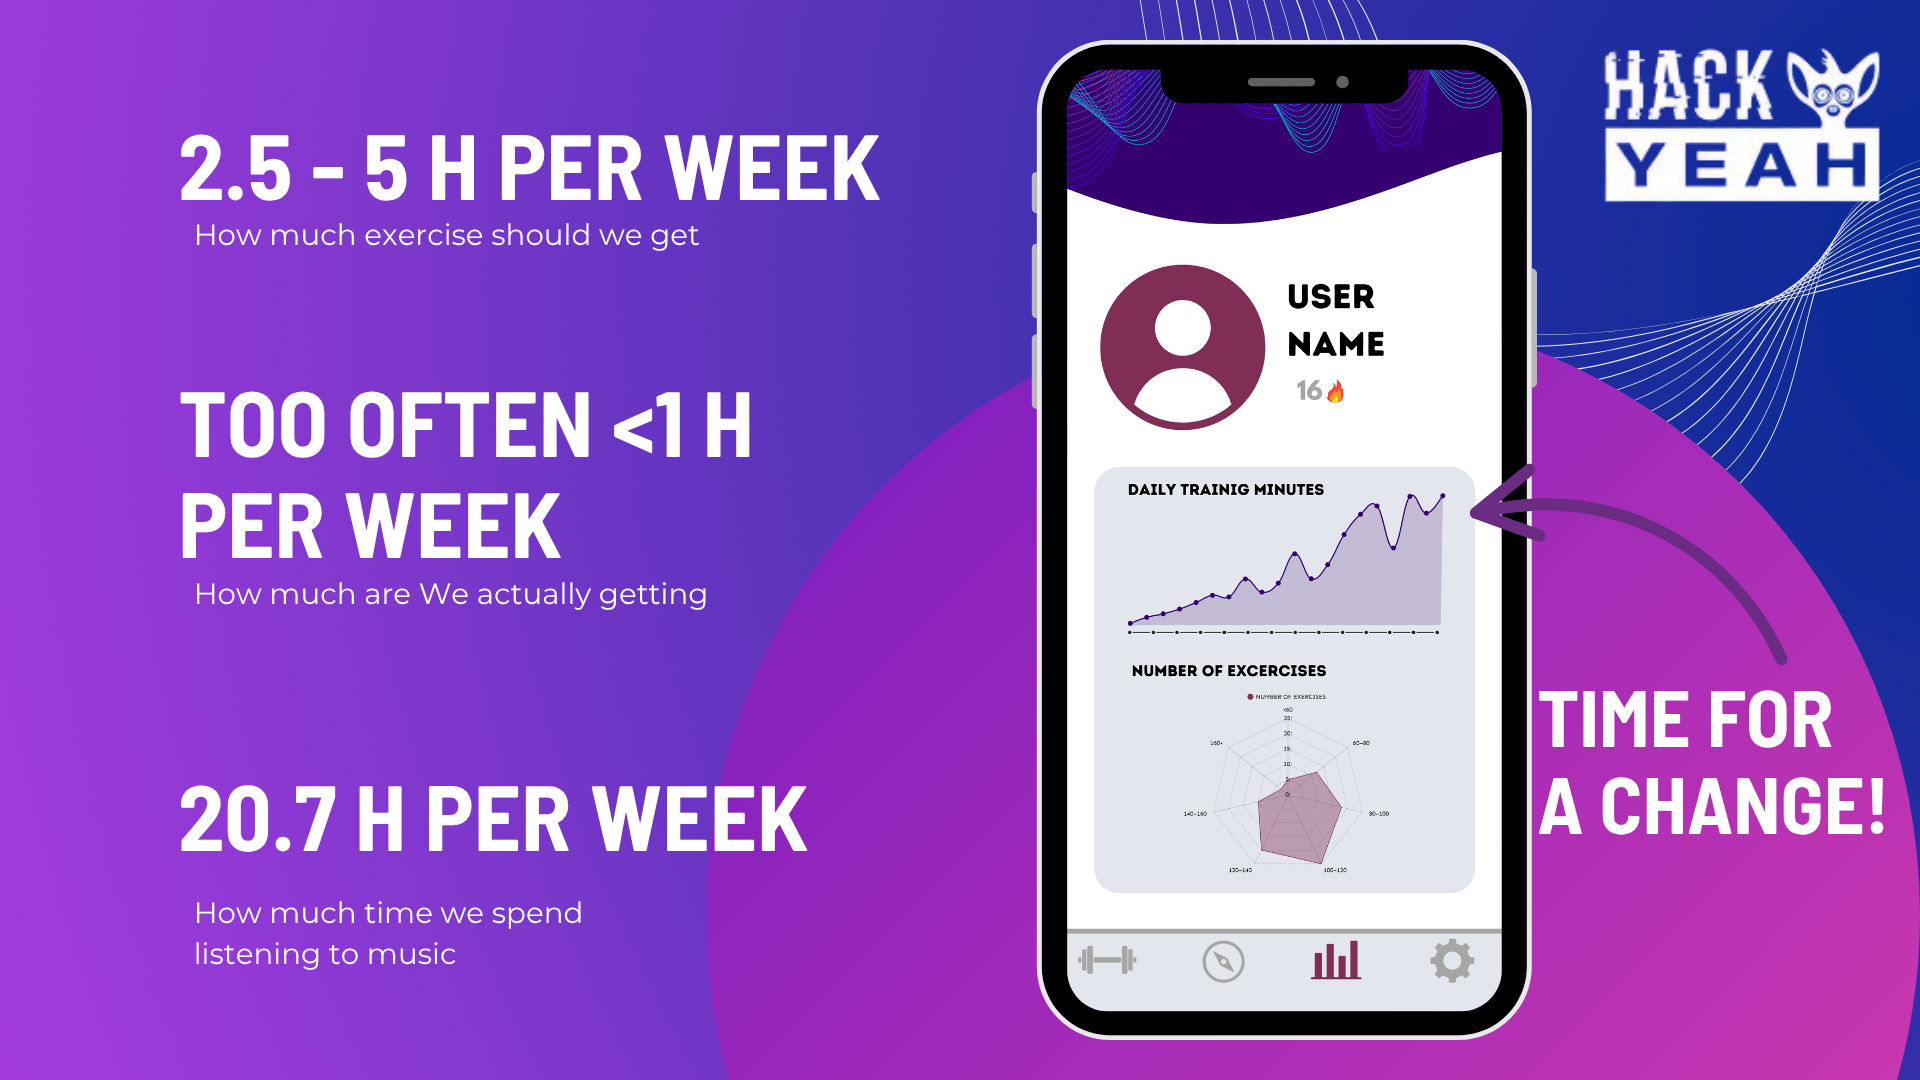 2.5 - 5 H PER WEEK
How much exercise should we get
TOO OFTEN <1 H
PER WEEK
How much are We actually getting
20.7 H PER WEEK
How much time we spend
listening to music
USER
NAME
16🔥
DAILY TRAINIG MINUTES
NUMBER OF EXCERCISES
NUMBER OF EXERCISES
<60
25
20
15
10
5
0
60-80
80-100
100-120
120-140
140-160
160+
HACK
YEAH
TIME FOR
A CHANGE!